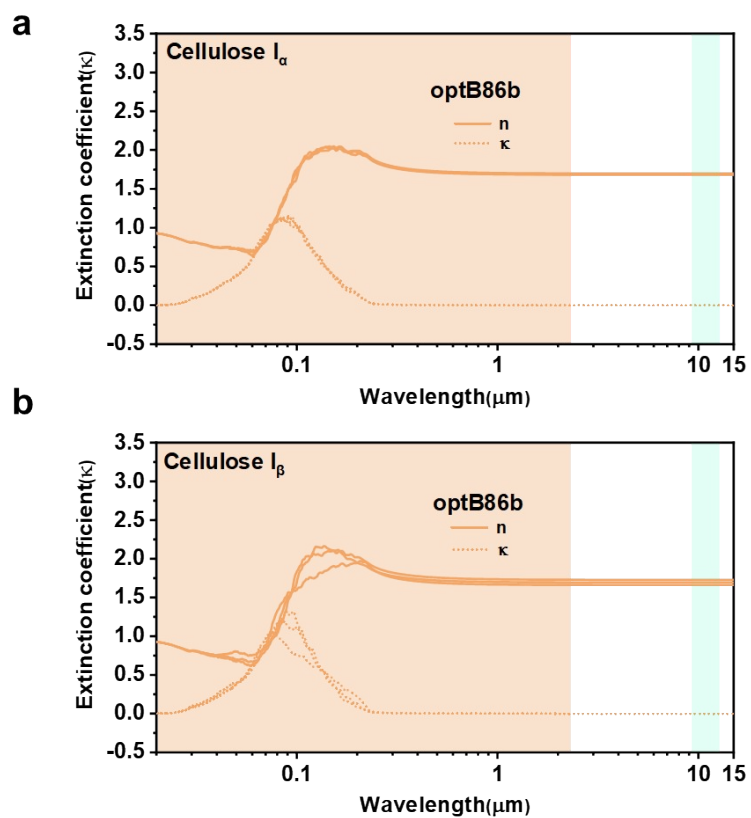 a
Cellulose Iα
optB86b
n
κ
Extinction coefficient(κ)
3.5
3.0
2.5
2.0
1.5
1.0
0.5
0.0
-0.5
0.1
1
10
15
Wavelength(μm)
b
Cellulose Iβ
optB86b
n
κ
Extinction coefficient(κ)
3.5
3.0
2.5
2.0
1.5
1.0
0.5
0.0
-0.5
0.1
1
10
15
Wavelength(μm)